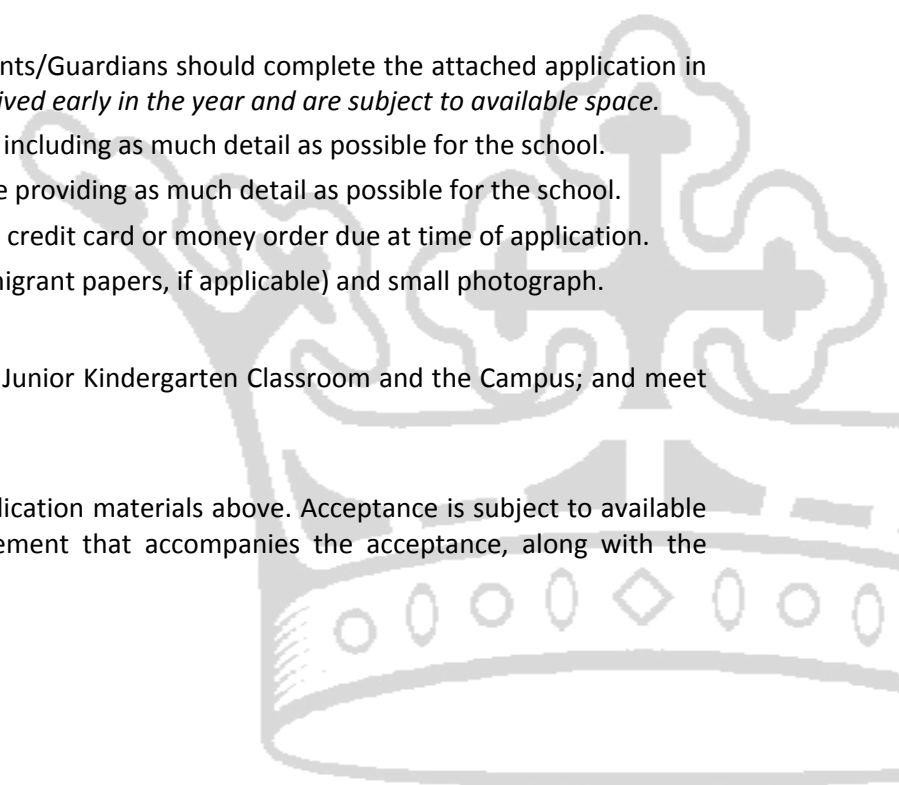 nts/Guardians should complete the attached application in
ived early in the year and are subject to available space.
including as much detail as possible for the school.
e providing as much detail as possible for the school.
credit card or money order due at time of application.
nigrant papers, if applicable) and small photograph.
Junior Kindergarten Classroom and the Campus; and meet
lication materials above. Acceptance is subject to available
ement that accompanies the acceptance, along with the